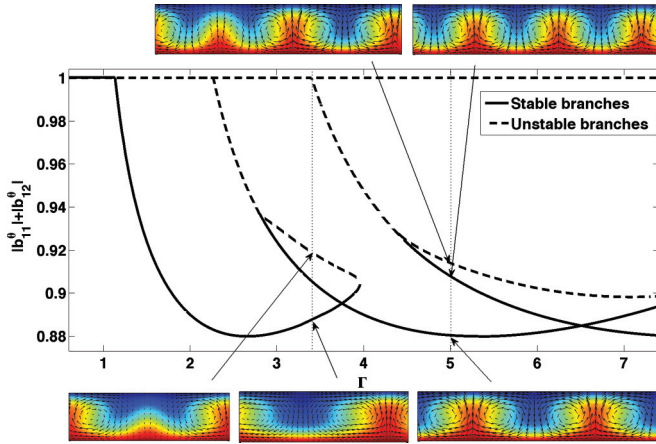 1
0.98
0.96
0.94
0.92
0.9
0.88
|b^θ_11|+|b^θ_12|
Stable branches
Unstable branches
1 2 3 4 5 6 7
Γ